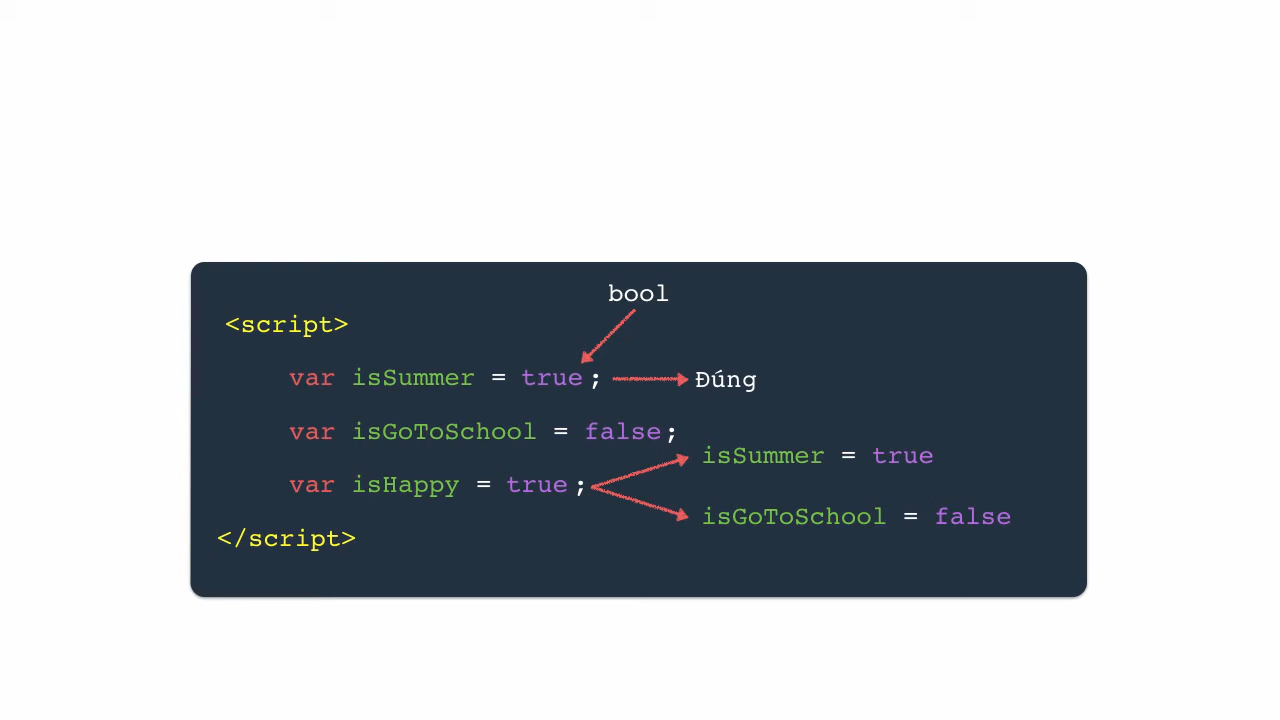 bool
<script>
var isSummer = true; Đúng
var isGoToSchool = false;
isSummer = true
var isHappy = true;
isGoToSchool = false
</script>